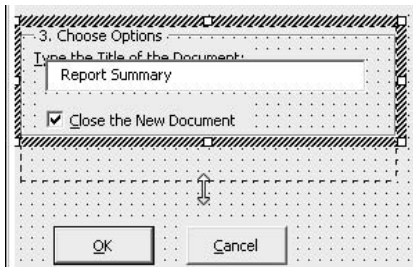 3. Choose Options
Type the Title of the Document:
Report Summary
Close the New Document
OK
Cancel